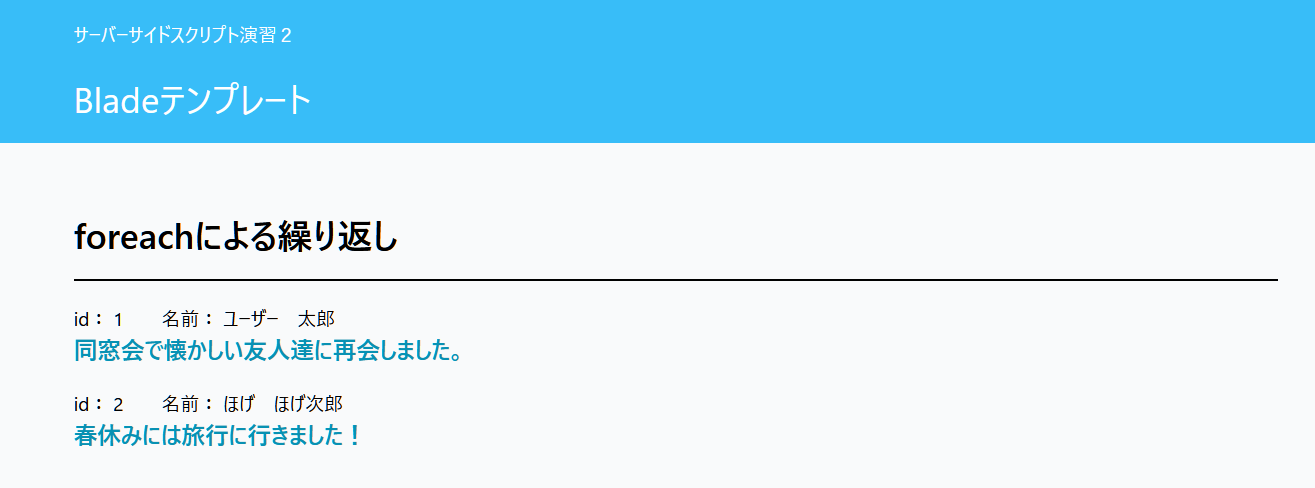 サーバーサイドスクリプト演習２
Bladeテンプレート
foreachによる繰り返し
id： 1　　名前： ユーザー　太郎
同窓会で懐かしい友人達に再会しました。
id： 2　　名前： ほげ　ほげ次郎
春休みには旅行に行きました！